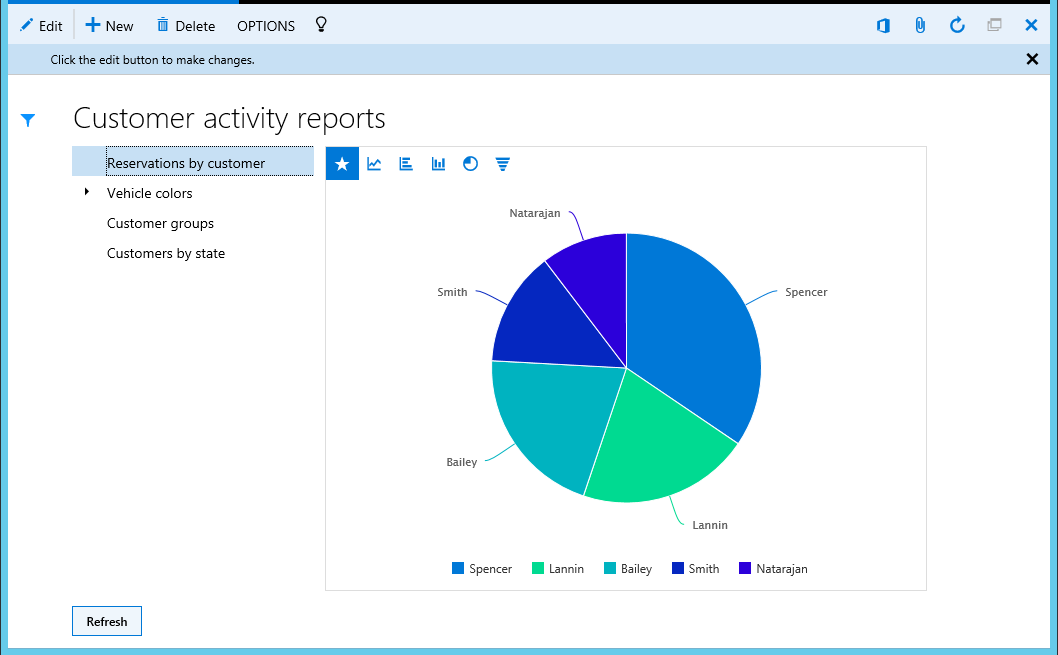 Edit New Delete OPTIONS
Click the edit button to make changes.
Customer activity reports
Reservations by customer
Vehicle colors
Customer groups
Customers by state
Natarajan
Smith
Spencer
Bailey
Lannin
Spencer Lannin Bailey Smith Natarajan
Refresh